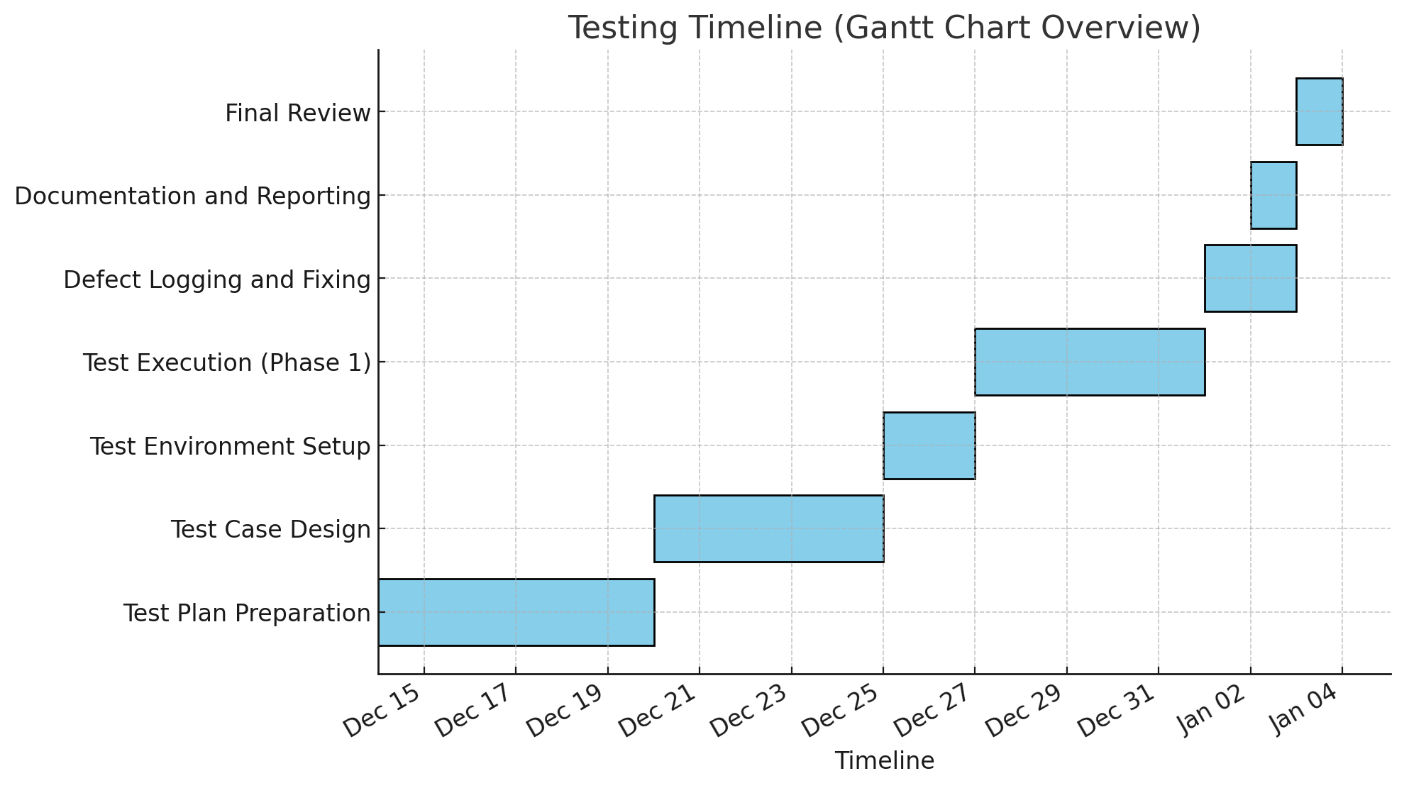 Testing Timeline (Gantt Chart Overview)
Final Review
Documentation and Reporting
Defect Logging and Fixing
Test Execution (Phase 1)
Test Environment Setup
Test Case Design
Test Plan Preparation
Dec 15
Dec 17
Dec 19
Dec 21
Dec 23
Dec 25
Dec 27
Dec 29
Dec 31
Jan 02
Jan 04
Timeline